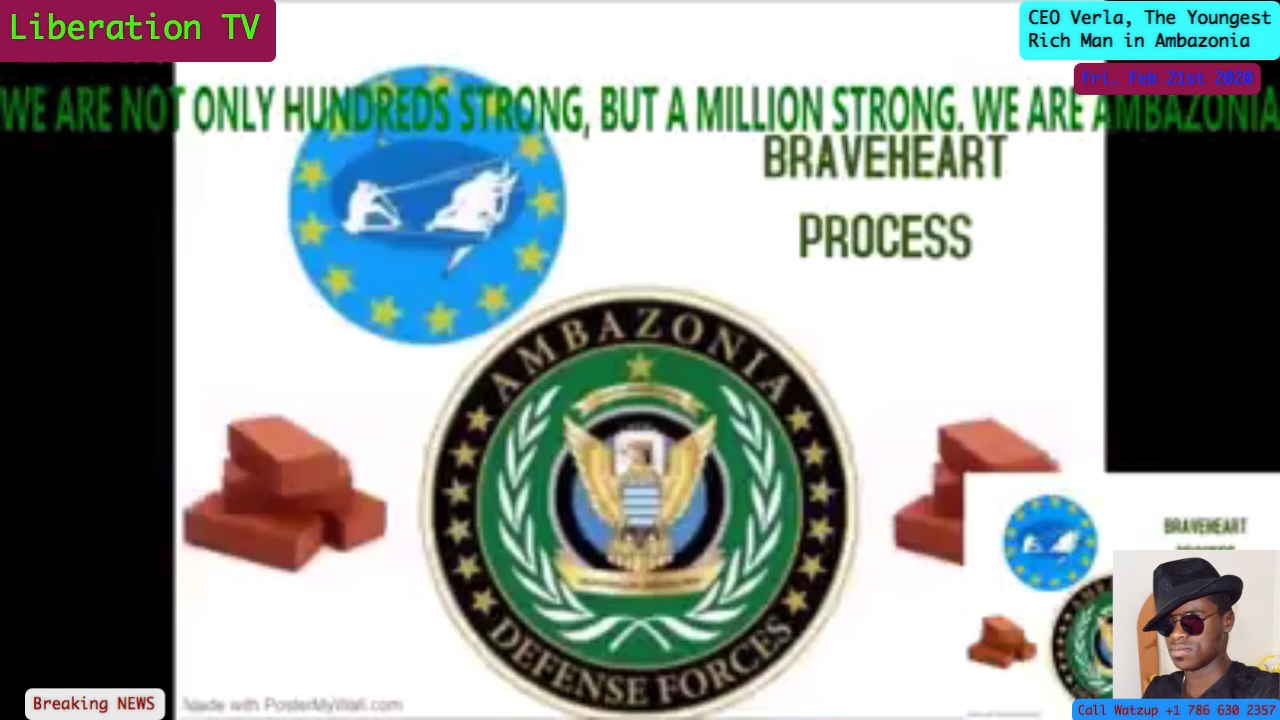 Liberation TV
CEO Verla, The Youngest
Rich Man in Ambazonia
Fri. Feb 21st 2020
WE ARE NOT ONLY HUNDREDS STRONG, BUT A MILLION STRONG. WE ARE AMBAZONIA
BRAVEHEART
PROCESS
AMBAZONIA
DEFENSE FORCES
BRAVEHEART
Breaking NEWS
Made with PosterMyWall.com
Call Watzup +1 786 630 2357